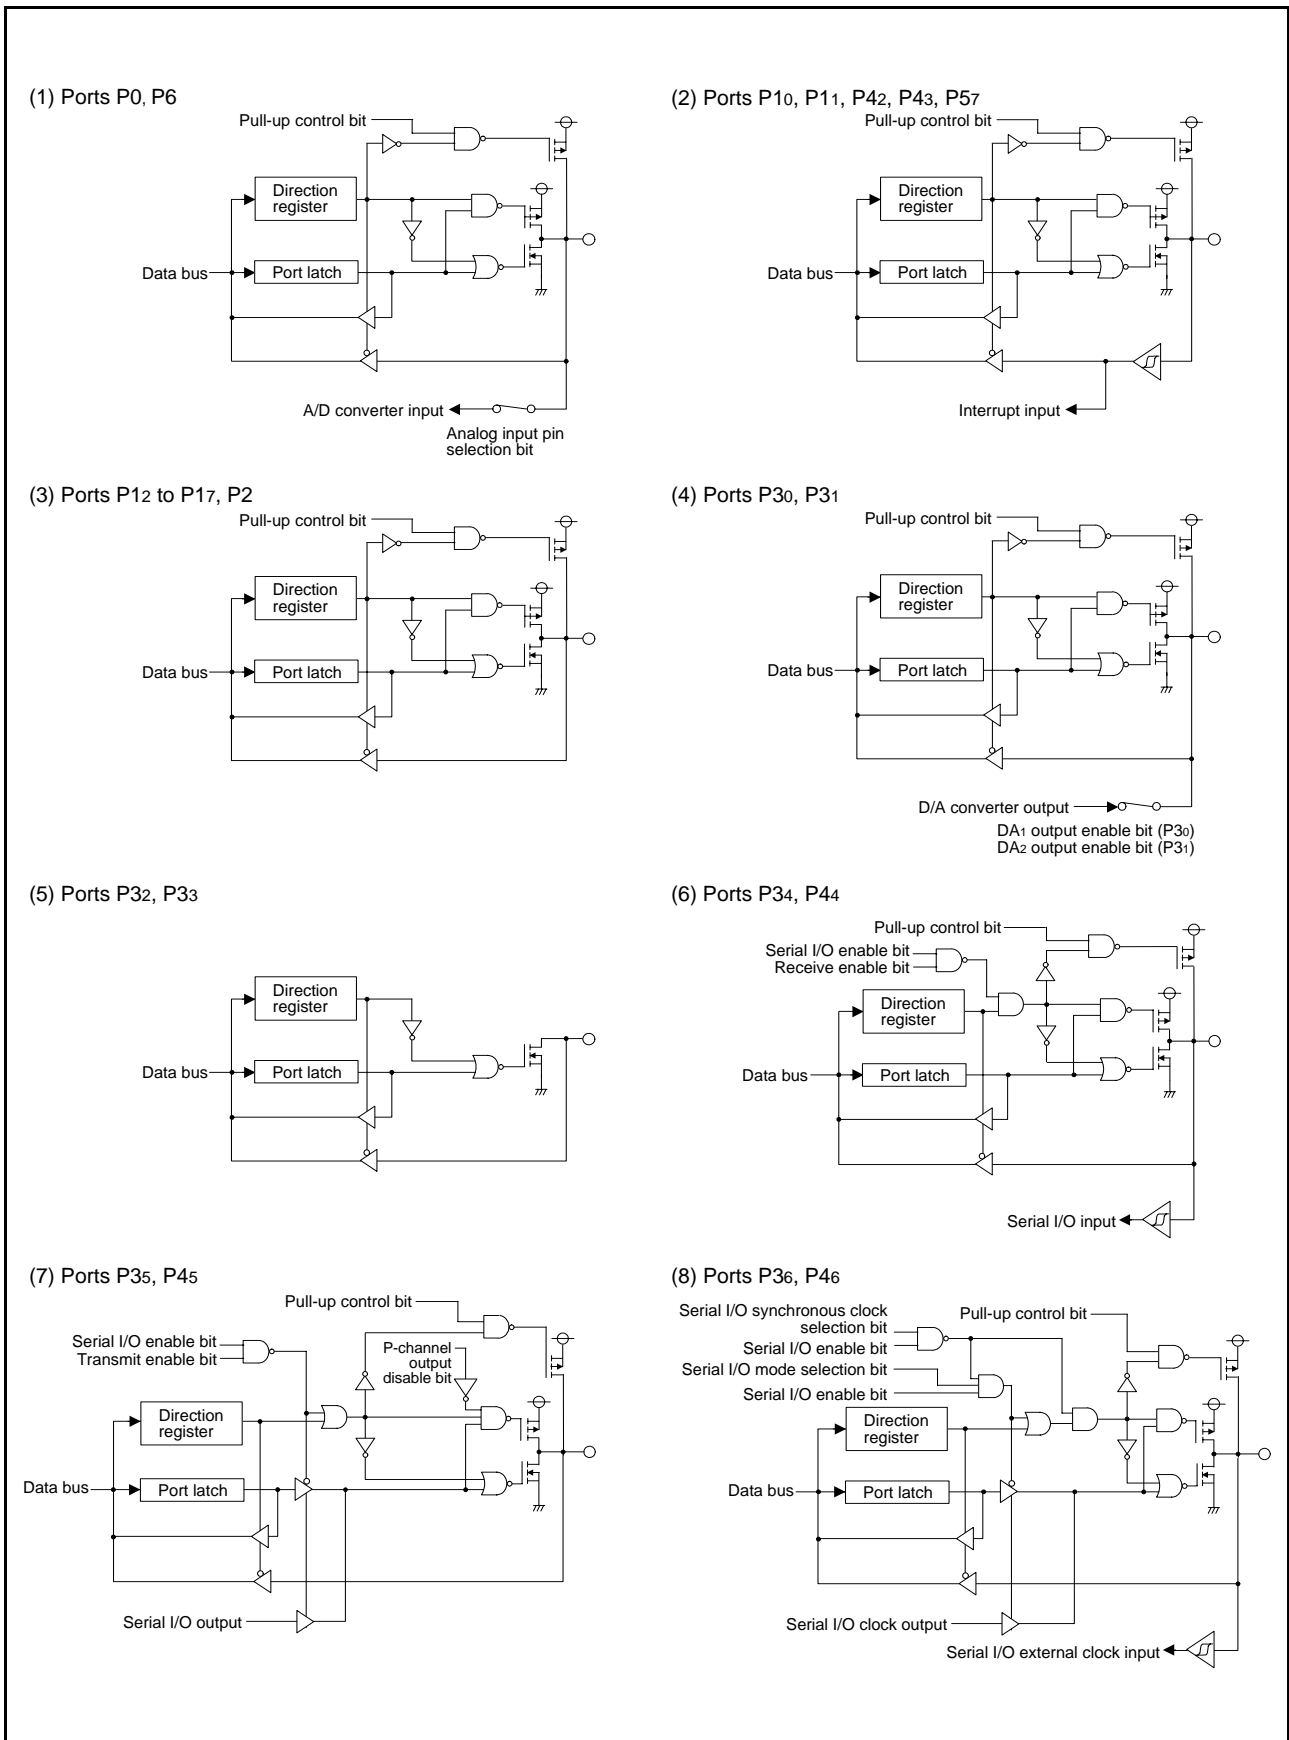 (1) Ports P0, P6
Pull-up control bit
Direction
register
Data bus
Port latch
A/D converter input
Analog input pin
selection bit
(2) Ports P10, P11, P42, P43, P57
Pull-up control bit
Direction
register
Data bus
Port latch
Interrupt input
(3) Ports P12 to P17, P2
Pull-up control bit
Direction
register
Data bus
Port latch
(4) Ports P30, P31
Pull-up control bit
Direction
register
Data bus
Port latch
D/A converter output
DA1 output enable bit (P30)
DA2 output enable bit (P31)
(5) Ports P32, P33
Direction
register
Data bus
Port latch
(6) Ports P34, P44
Pull-up control bit
Serial I/O enable bit
Receive enable bit
Direction
register
Data bus
Port latch
Serial I/O input
(7) Ports P35, P45
Pull-up control bit
Serial I/O enable bit
Transmit enable bit
P-channel
output
disable bit
Direction
register
Data bus
Port latch
Serial I/O output
(8) Ports P36, P46
Serial I/O synchronous clock
selection bit
Pull-up control bit
Serial I/O enable bit
Serial I/O mode selection bit
Serial I/O enable bit
Direction
register
Data bus
Port latch
Serial I/O clock output
Serial I/O external clock input